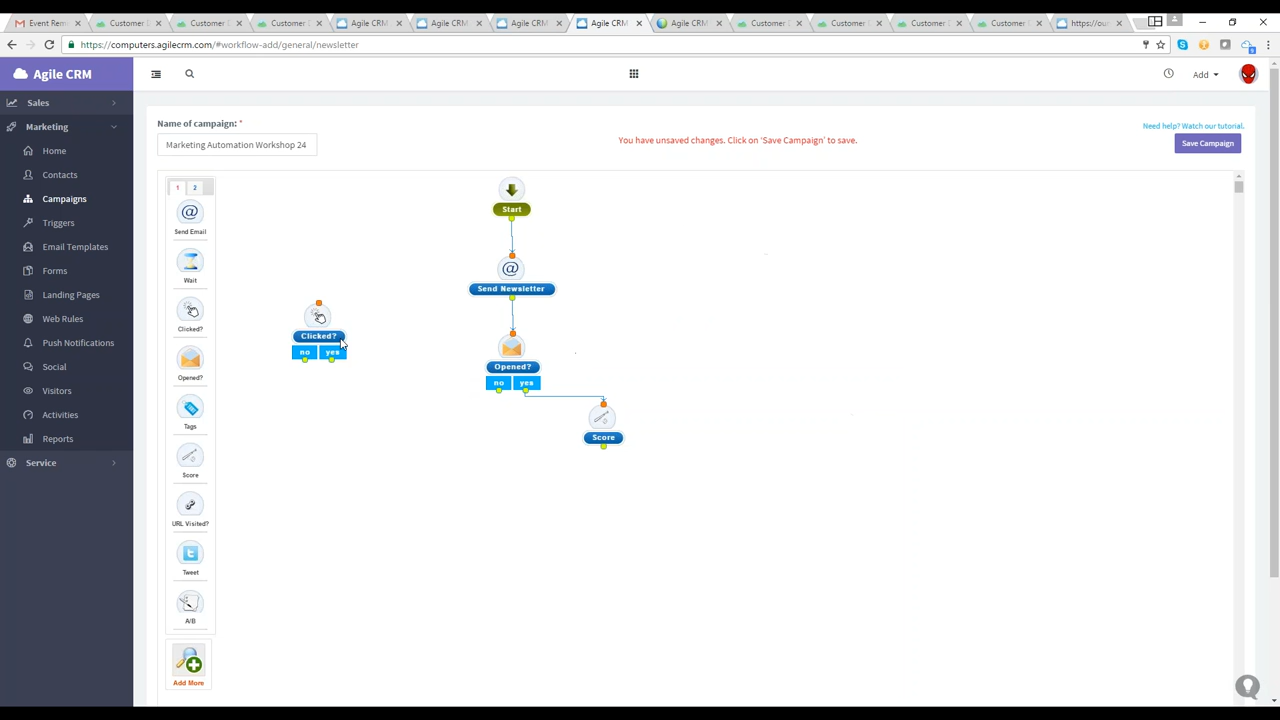 Event Rem
Customer
Customer
Customer
Agile CRM
Agile CRM
Agile CRM
Agile CRM
Agile CRM
Customer
Customer
Customer
Customer
https://our
https://computers.agilecrm.com/#workflow-add/general/newsletter
Agile CRM
Add
Sales
Marketing
Home
Contacts
Campaigns
Triggers
Email Templates
Forms
Landing Pages
Web Rules
Push Notifications
Social
Visitors
Activities
Reports
Service
Name of campaign: *
Marketing Automation Workshop 24
You have unsaved changes. Click on 'Save Campaign' to save.
Need help? Watch our tutorial.
Save Campaign
1 2
Send Email
Wait
Clicked?
Opened?
Tags
Score
URL Visited?
Tweet
A/B
Add More
Start
Send Newsletter
Clicked?
no yes
Opened?
no yes
Score